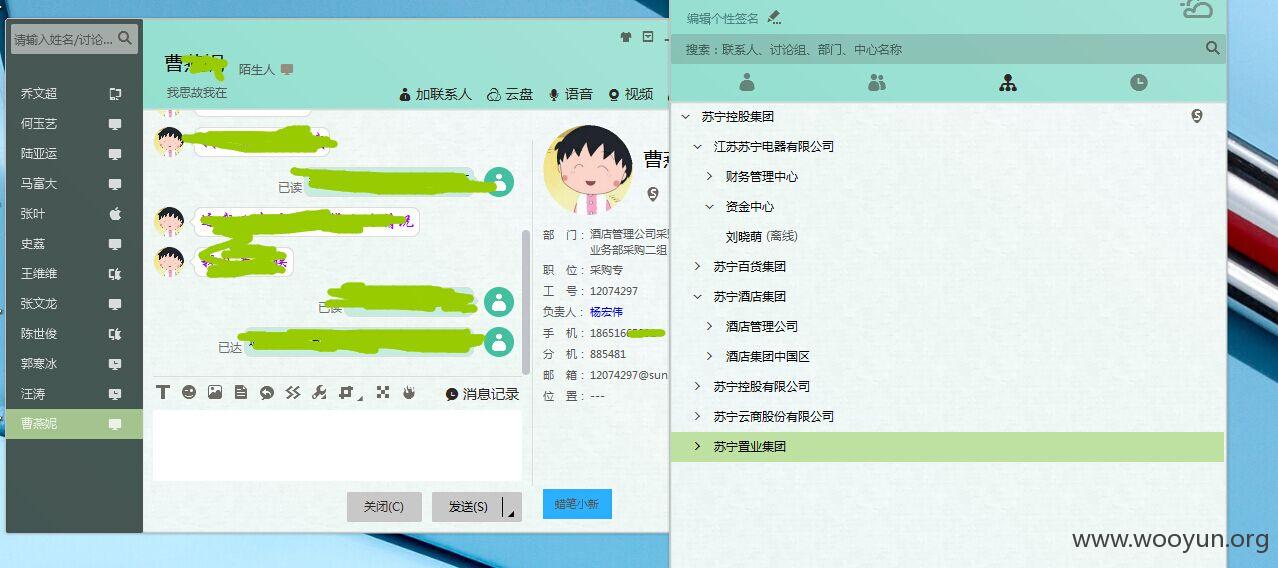 请输入姓名/讨论...
乔文超
何玉艺
陆亚运
马富大
张叶
史荔
王维维
张文龙
陈世俊
郭寒冰
汪涛
曹燕妮
陌生人
我思故我在
加联系人
云盘
语音
视频
已读
已读
已达
消息记录
关闭(C)
发送(S)
部 门：酒店管理公司采购
业务部采购二组
职 位：采购专
工 号：12074297
负责人：杨宏伟
手 机：186516
分 机：885481
邮 箱：12074297@sun
位 置：---
蜡笔小新
编辑个性签名
搜索：联系人、讨论组、部门、中心名称
苏宁控股集团
江苏苏宁电器有限公司
财务管理中心
资金中心
刘晓萌 (离线)
苏宁百货集团
苏宁酒店集团
酒店管理公司
酒店集团中国区
苏宁控股有限公司
苏宁云商股份有限公司
苏宁置业集团
www.wooyun.org